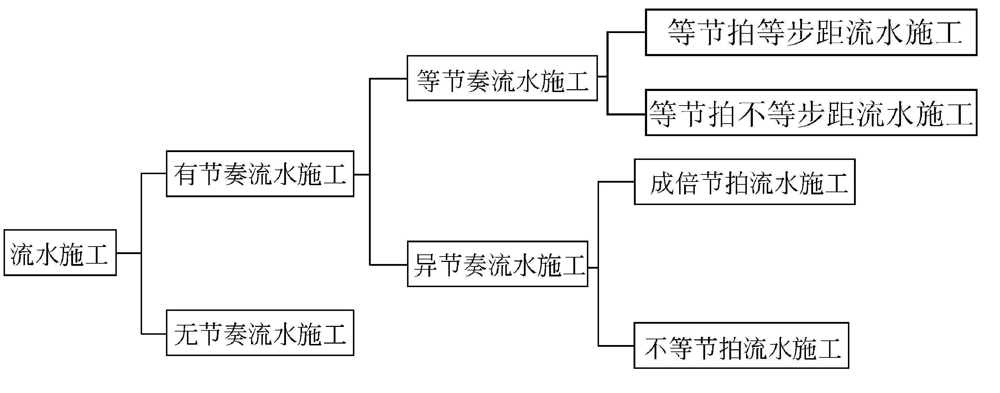 等节拍等步距流水施工
等节奏流水施工
等节拍不等步距流水施工
有节奏流水施工
成倍节拍流水施工
流水施工
异节奏流水施工
无节奏流水施工
不等节拍流水施工